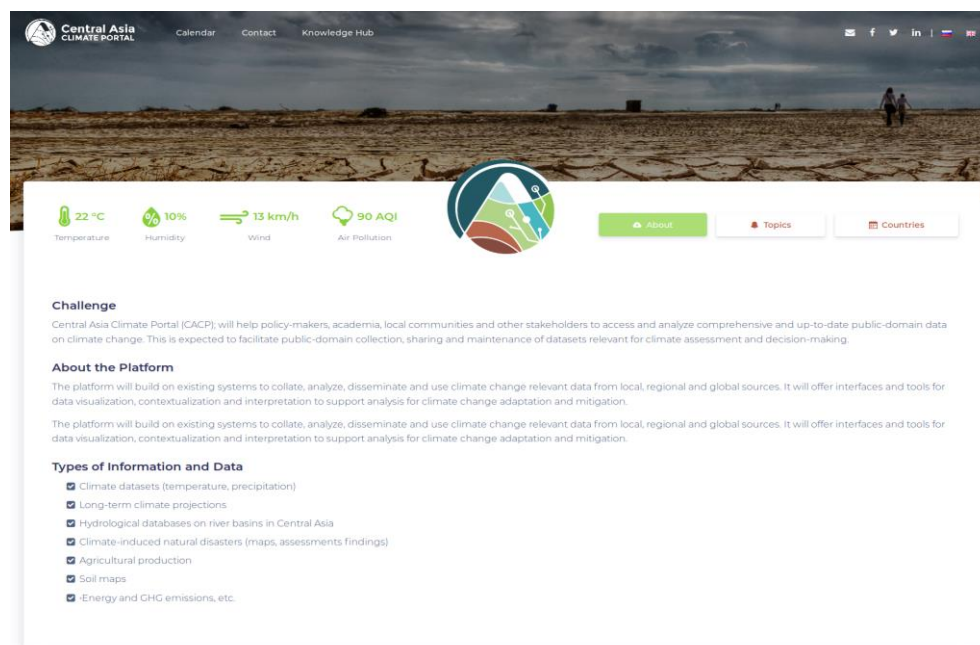 Central Asia
CLIMATE PORTAL
Calendar Contact Knowledge Hub
22 °C
10%
13 km/h
90 AQI
Temperature
Humidity
Wind
Air Pollution
About
Topics
Countries
Challenge
Central Asia Climate Portal (CACP); will help policy-makers, academia, local communities and other stakeholders to access and analyze comprehensive and up-to-date public-domain data
on climate change. This is expected to facilitate public-domain collection, sharing and maintenance of datasets relevant for climate assessment and decision-making.
About the Platform
The platform will build on existing systems to collate, analyze, disseminate and use climate change relevant data from local, regional and global sources. It will offer interfaces and tools for
data visualization, contextualization and interpretation to support analysis for climate change adaptation and mitigation.
The platform will build on existing systems to collate, analyze, disseminate and use climate change relevant data from local, regional and global sources. It will offer interfaces and tools for
data visualization, contextualization and interpretation to support analysis for climate change adaptation and mitigation.
Types of Information and Data
Climate datasets (temperature, precipitation)
Long-term climate projections
Hydrological databases on river basins in Central Asia
Climate-induced natural disasters (maps, assessments findings)
Agricultural production
Soil maps
-Energy and GHG emissions, etc.